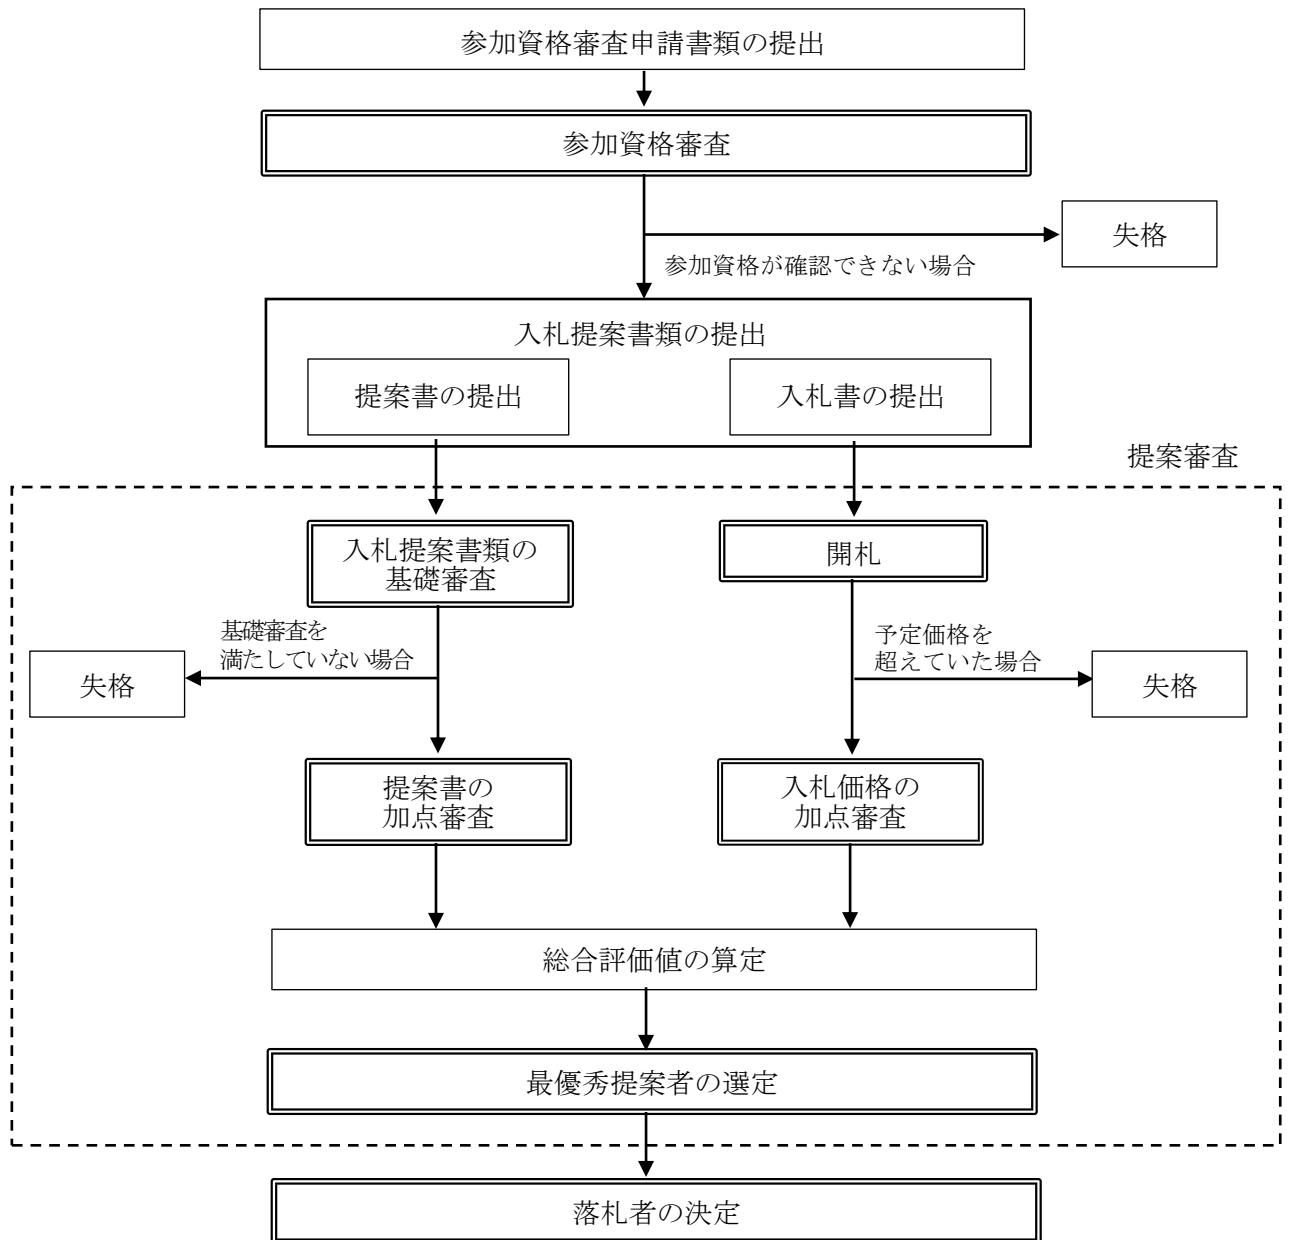 参加資格審査申請書類の提出
参加資格審査
失格
参加資格が確認できない場合
入札提案書類の提出
提案書の提出
入札書の提出
提案審査
入札提案書類の
基礎審査
開札
基礎審査を
満たしていない場合
予定価格を
超えていた場合
失格
失格
提案書の
加点審査
入札価格の
加点審査
総合評価値の算定
最優秀提案者の選定
落札者の決定